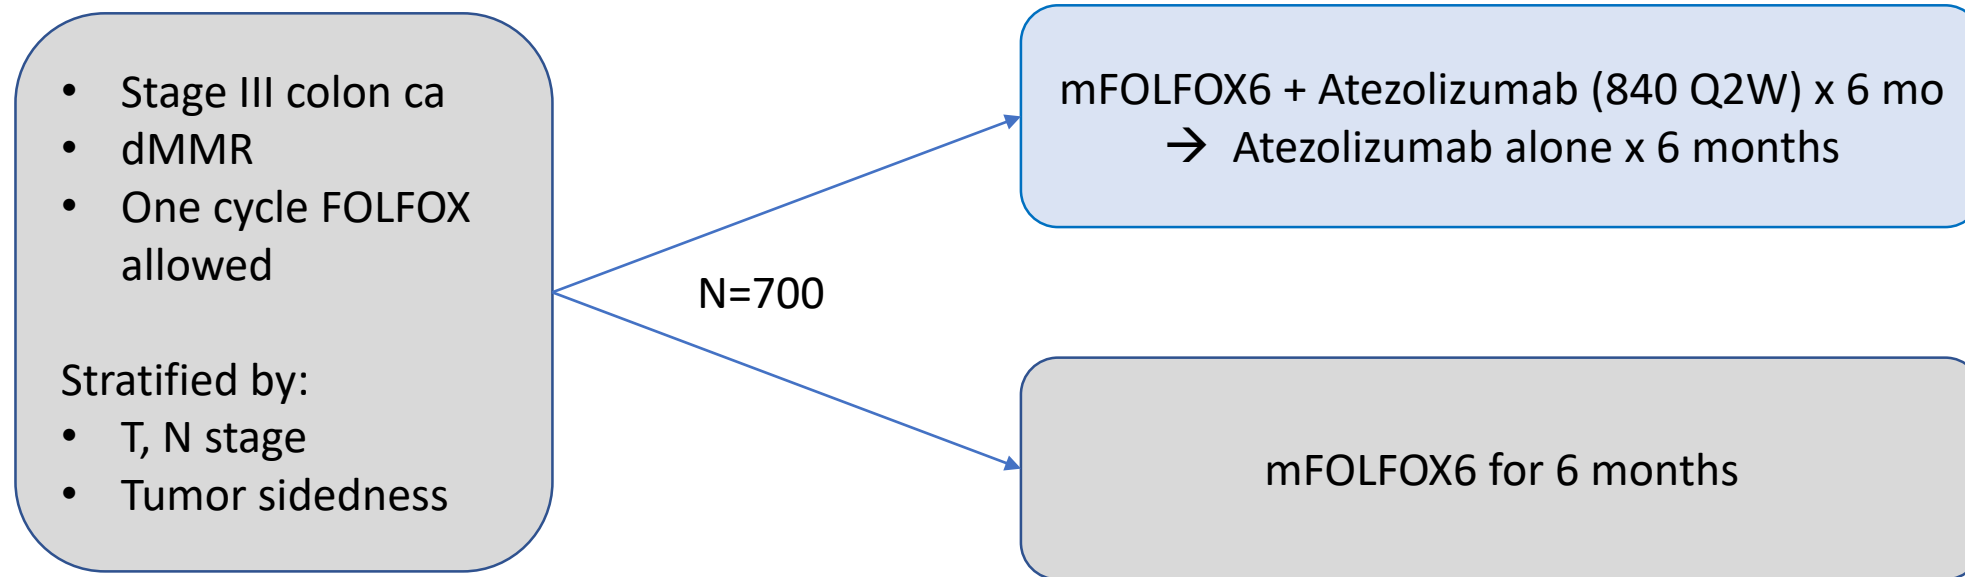 • Stage III colon ca
• dMMR
• One cycle FOLFOX
allowed
Stratified by:
• T, N stage
• Tumor sidedness
N=700
mFOLFOX6 + Atezolizumab (840 Q2W) x 6 mo
→ Atezolizumab alone x 6 months
mFOLFOX6 for 6 months